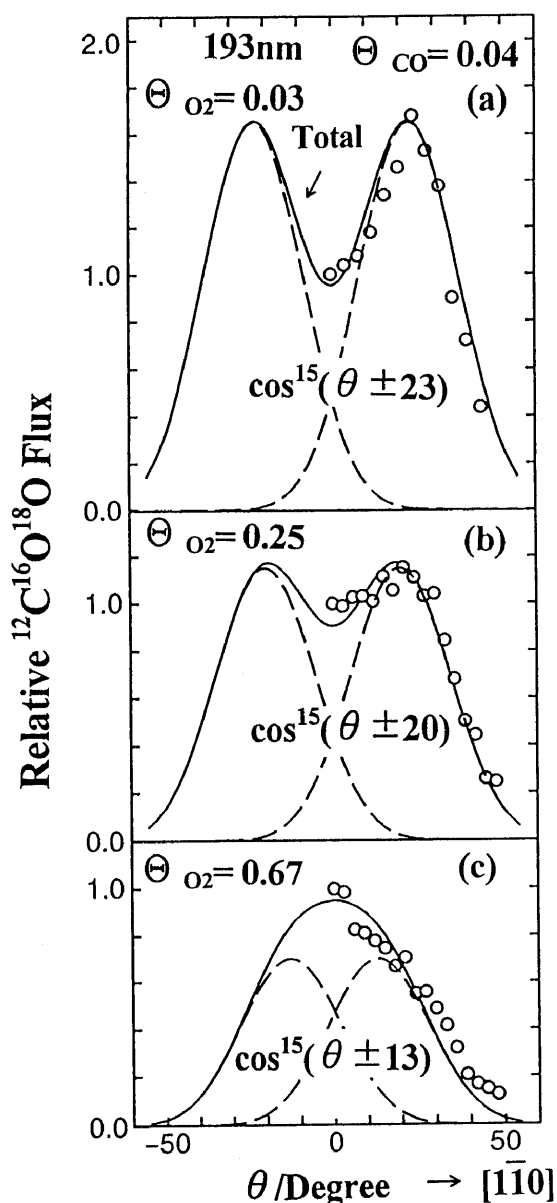 2.0
193nm
Θ CO = 0.04
Θ O2 = 0.03
(a)
Total
1.0
cos¹⁵(θ ± 23)
0.0
Θ O2 = 0.25
(b)
1.0
cos¹⁵(θ ± 20)
0.0
Θ O2 = 0.67
(c)
1.0
cos¹⁵(θ ± 13)
0.0
−50
0
50
θ /Degree → [11̄0]
Relative ¹²C¹⁶O¹⁸O Flux